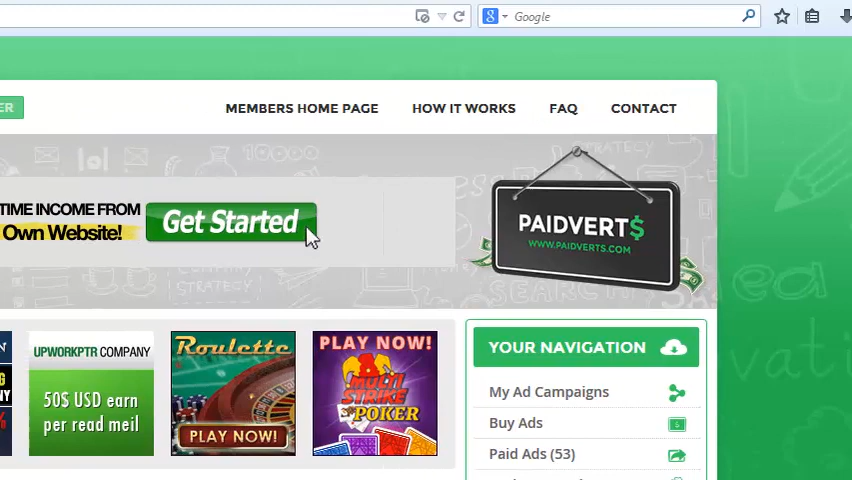 Google
ER
MEMBERS HOME PAGE
HOW IT WORKS
FAQ
CONTACT
TIME INCOME FROM
Own Website!
Get Started
PAIDVERT$
WWW.PAIDVERTS.COM
UPWORKPTR COMPANY
50$ USD earn
per read meil
Roulette
PLAY NOW!
PLAY NOW!
MULTI
STRIKE
POKER
YOUR NAVIGATION
My Ad Campaigns
Buy Ads
Paid Ads (53)